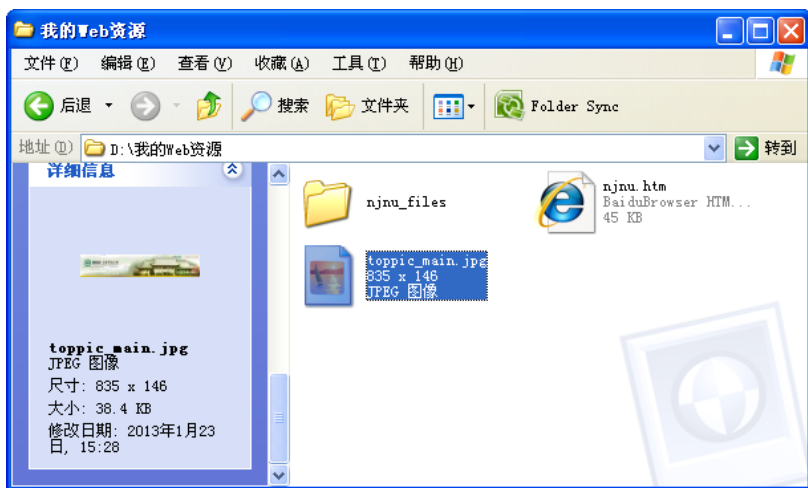 我的Web资源
文件(F) 编辑(E) 查看(V) 收藏(A) 工具(T) 帮助(H)
后退 搜索 文件夹 Folder Sync
地址(D) D:\我的Web资源 转到
详细信息
toppic_main.jpg
JPEG 图像
尺寸: 835 x 146
大小: 38.4 KB
修改日期: 2013年1月23
日, 15:28
njnu_files
njnu.htm
BaiduBrowser HTM...
45 KB
toppic_main.jpg
835 x 146
JPEG 图像